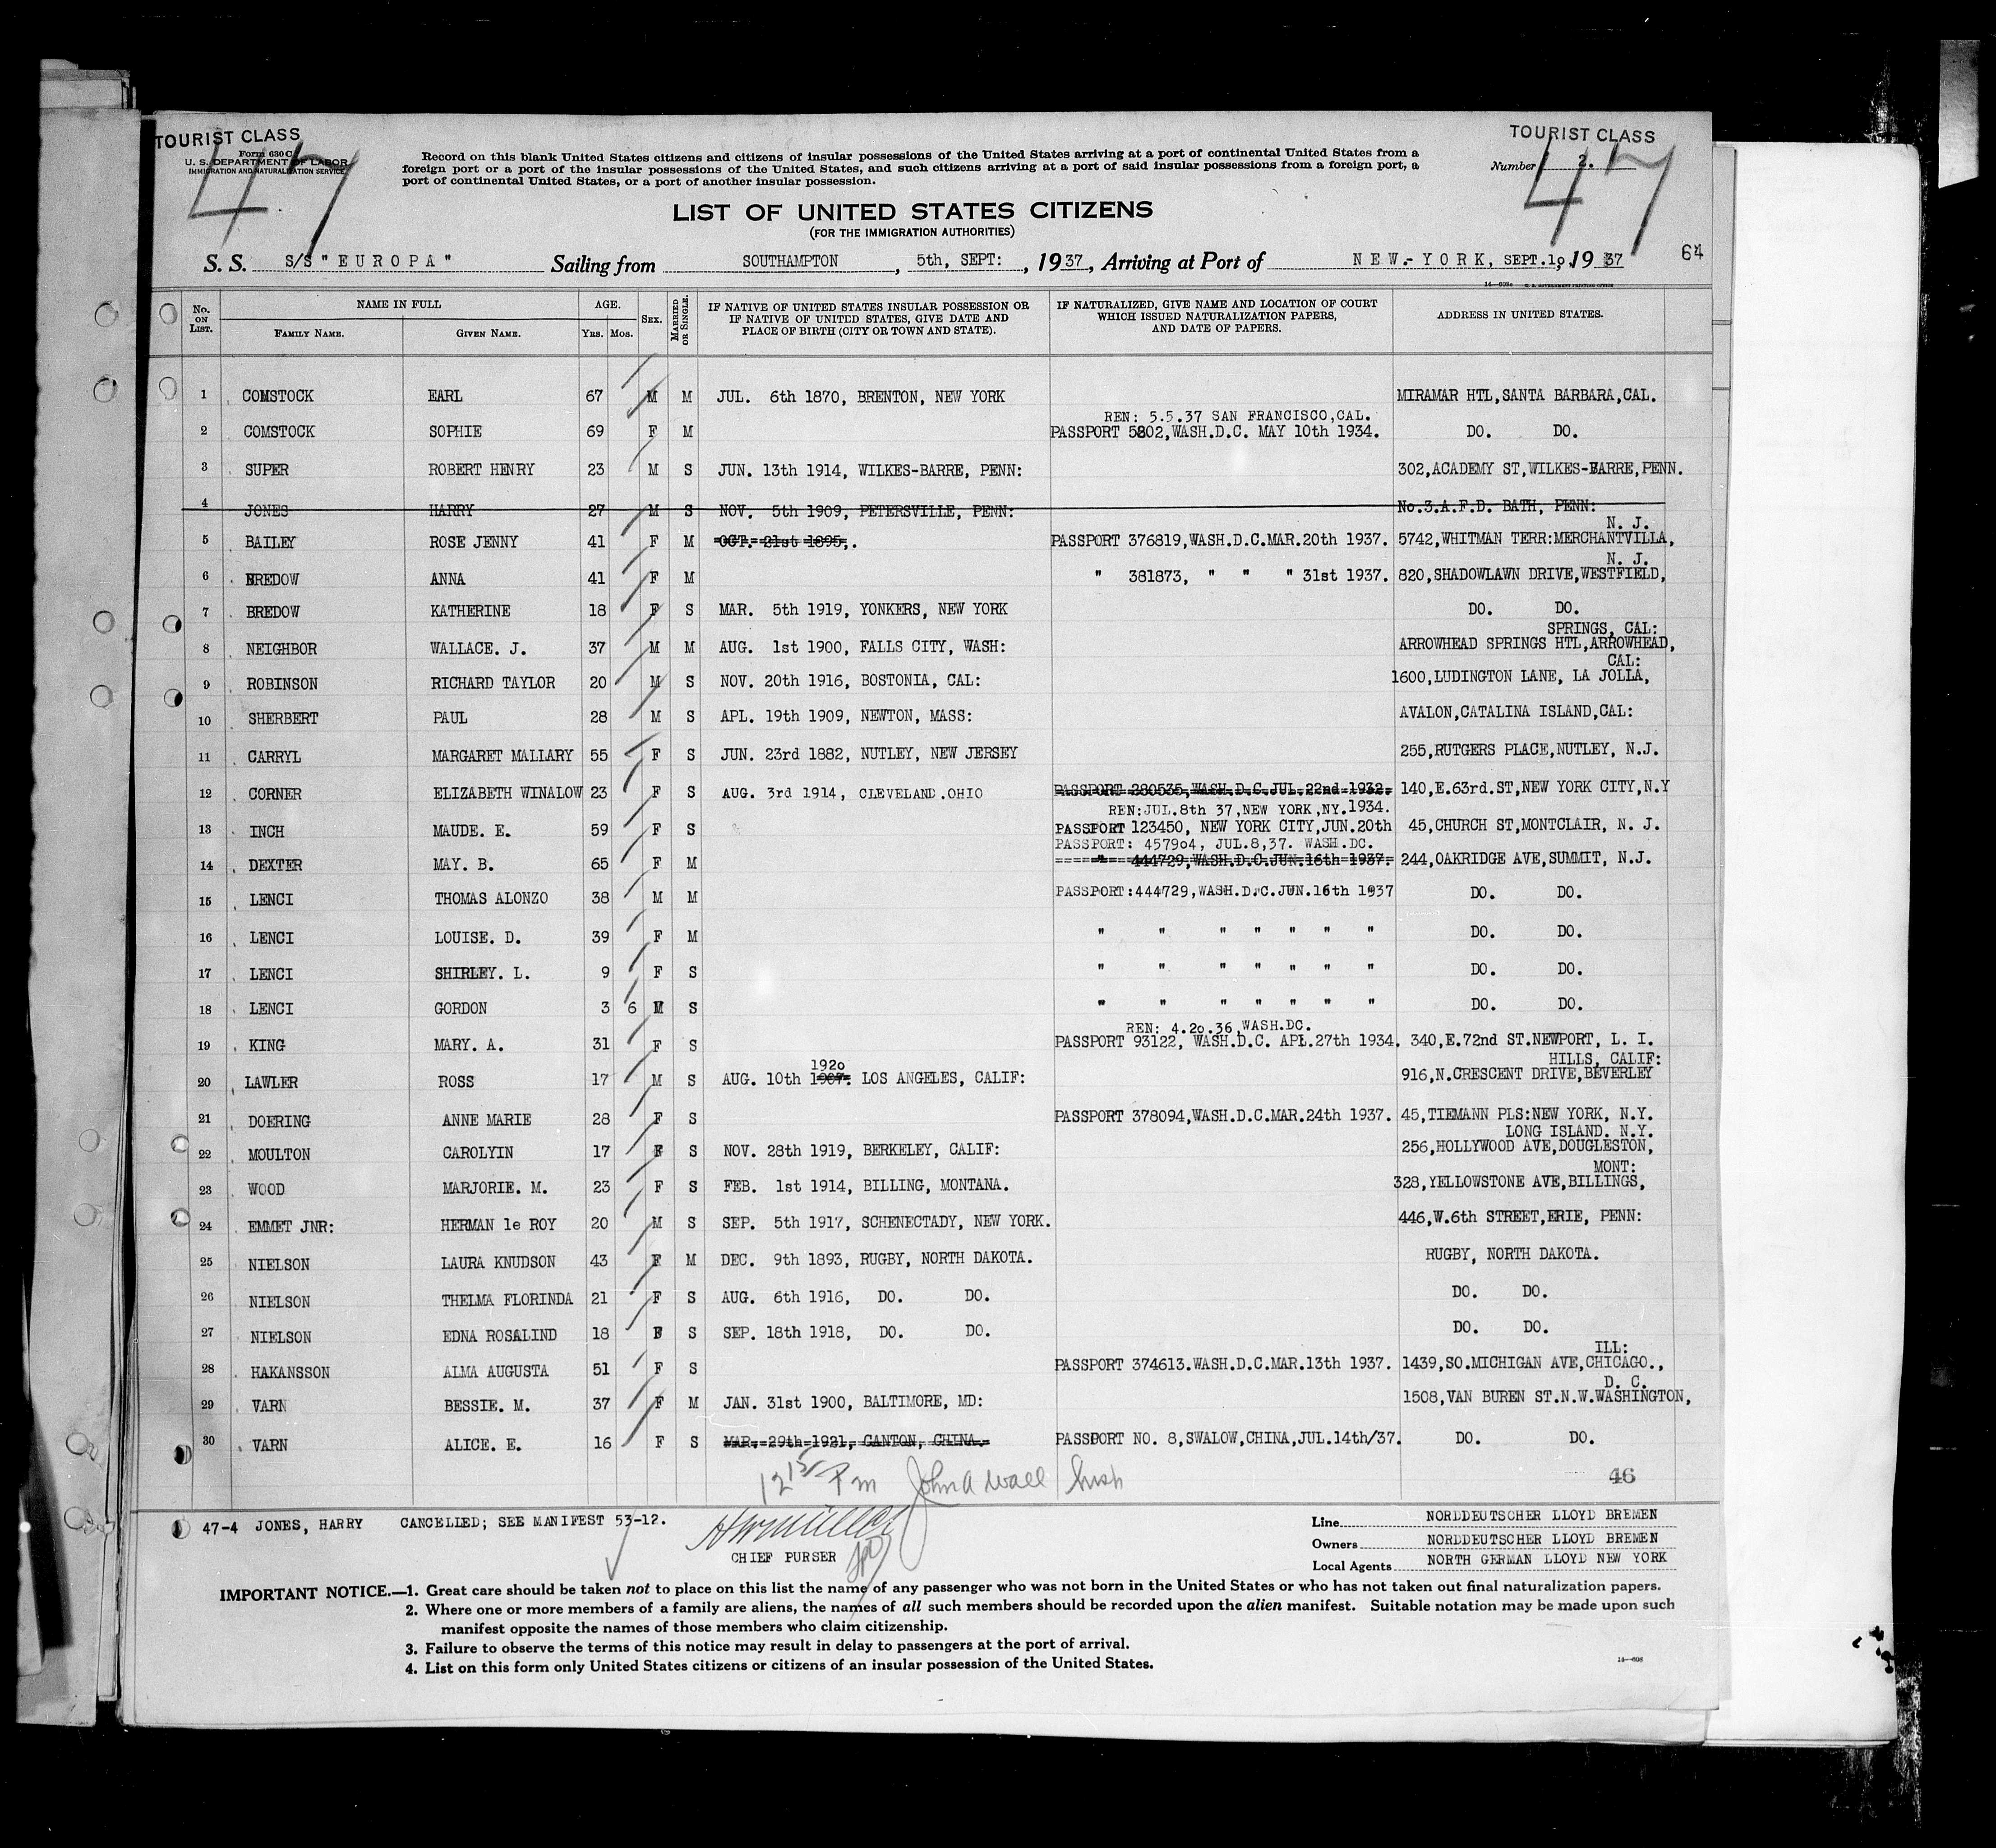 TOURIST CLASS
TOURIST CLASS
Form 630 C
U. S. DEPARTMENT OF LABOR
IMMIGRATION AND NATURALIZATION SERVICE
47
Number 2.
47
Record on this blank United States citizens and citizens of insular possessions of the United States arriving at a port of continental United States from a
foreign port or a port of the insular possessions of the United States, and such citizens arriving at a port of said insular possessions from a foreign port, a
port of continental United States, or a port of another insular possession.
LIST OF UNITED STATES CITIZENS
(FOR THE IMMIGRATION AUTHORITIES)
S. S. S/S "EUROPA" Sailing from SOUTHAMPTON, 5th, SEPT:, 1937, Arriving at Port of NEW-YORK, SEPT.10, 1937
64
No. ON LIST. NAME IN FULL FAMILY NAME. GIVEN NAME. AGE. YRS. MOS. SEX. MARRIED OR SINGLE. IF NATIVE OF UNITED STATES INSULAR POSSESSION OR IF NATIVE OF UNITED STATES, GIVE DATE AND PLACE OF BIRTH (CITY OR TOWN AND STATE). IF NATURALIZED, GIVE NAME AND LOCATION OF COURT WHICH ISSUED NATURALIZATION PAPERS, AND DATE OF PAPERS. ADDRESS IN UNITED STATES.
1 COMSTOCK EARL 67 M M JUL. 6th 1870, BRENTON, NEW YORK MIRAMAR HTL,SANTA BARBARA,CAL.
REN: 5.5.37 SAN FRANCISCO,CAL.
2 COMSTOCK SOPHIE 69 F M PASSPORT 5802,WASH.D.C. MAY 10th 1934. DO. DO.
3 SUPER ROBERT HENRY 23 M S JUN. 13th 1914, WILKES-BARRE, PENN: 302,ACADEMY ST,WILKES-BARRE,PENN.
4 JONES HARRY 27 M S NOV. 5th 1909, PETERSVILLE, PENN: No.3.A.F.D. BATH, PENN:
N. J.
5 BAILEY ROSE JENNY 41 F M OCT. 21st 1895,. PASSPORT 376819,WASH.D.C.MAR.20th 1937. 5742,WHITMAN TERR:MERCHANTVILLA,
N. J.
6 BREDOW ANNA 41 F M " 381873, " " " 31st 1937. 820,SHADOWLAWN DRIVE,WESTFIELD,
7 BREDOW KATHERINE 18 F S MAR. 5th 1919, YONKERS, NEW YORK DO. DO.
SPRINGS, CAL:
8 NEIGHBOR WALLACE. J. 37 M M AUG. 1st 1900, FALLS CITY, WASH: ARROWHEAD SPRINGS HTL,ARROWHEAD,
CAL:
9 ROBINSON RICHARD TAYLOR 20 M S NOV. 20th 1916, BOSTONIA, CAL: 1600,LUDINGTON LANE, LA JOLLA,
10 SHERBERT PAUL 28 M S APL. 19th 1909, NEWTON, MASS: AVALON,CATALINA ISLAND,CAL:
11 CARRYL MARGARET MALLARY 55 F S JUN. 23rd 1882, NUTLEY, NEW JERSEY 255,RUTGERS PLACE,NUTLEY, N.J.
12 CORNER ELIZABETH WINALOW 23 F S AUG. 3rd 1914, CLEVELAND.OHIO PASSPORT 280535,WASH.D.C.JUL.22nd 1932. 140,E.63rd.ST,NEW YORK CITY,N.Y
REN:JUL.8th 37,NEW YORK,NY.1934.
13 INCH MAUDE. E. 59 F S PASSPORT 123450, NEW YORK CITY,JUN.20th 45,CHURCH ST,MONTCLAIR, N. J.
PASSPORT: 457904, JUL.8,37. WASH.DC.
14 DEXTER MAY. B. 65 F M " 444729,WASH.D.C.JUN.16th 1937. 244,OAKRIDGE AVE,SUMMIT, N.J.
15 LENCI THOMAS ALONZO 38 M M PASSPORT:444729,WASH.D.C.JUN.16th 1937 DO. DO.
16 LENCI LOUISE. D. 39 F M " " " " " " " DO. DO.
17 LENCI SHIRLEY. L. 9 F S " " " " " " " DO. DO.
18 LENCI GORDON 3 6 M S " " " " " " " DO. DO.
REN: 4.20.36,WASH.DC.
19 KING MARY. A. 31 F S PASSPORT 93122, WASH.D.C. APL.27th 1934. 340,E.72nd ST.NEWPORT, L. I.
1920 HILLS, CALIF:
20 LAWLER ROSS 17 M S AUG. 10th 1907. LOS ANGELES, CALIF: 916,N.CRESCENT DRIVE,BEVERLEY
21 DOERING ANNE MARIE 28 F S PASSPORT 378094,WASH.D.C.MAR.24th 1937. 45,TIEMANN PLS:NEW YORK, N.Y.
LONG ISLAND. N.Y.
22 MOULTON CAROLYIN 17 F S NOV. 28th 1919, BERKELEY, CALIF: 256,HOLLYWOOD AVE,DOUGLESTON,
MONT:
23 WOOD MARJORIE. M. 23 F S FEB. 1st 1914, BILLING, MONTANA. 328,YELLOWSTONE AVE,BILLINGS,
24 EMMET JNR: HERMAN le ROY 20 M S SEP. 5th 1917, SCHENECTADY, NEW YORK. 446,W.6th STREET,ERIE, PENN:
25 NIELSON LAURA KNUDSON 43 F M DEC. 9th 1893, RUGBY, NORTH DAKOTA. RUGBY, NORTH DAKOTA.
26 NIELSON THELMA FLORINDA 21 F S AUG. 6th 1916, DO. DO. DO. DO.
27 NIELSON EDNA ROSALIND 18 F S SEP. 18th 1918, DO. DO. DO. DO.
ILL:
28 HAKANSSON ALMA AUGUSTA 51 F S PASSPORT 374613.WASH.D.C.MAR.13th 1937. 1439,SO.MICHIGAN AVE,CHICAGO.,
D. C.
29 VARN BESSIE. M. 37 F M JAN. 31st 1900, BALTIMORE, MD: 1508,VAN BUREN ST.N.W.WASHINGTON,
30 VARN ALICE. E. 16 F S MAR. 29th 1921, CANTON, CHINA. PASSPORT NO. 8,SWALOW,CHINA,JUL.14th/37. DO. DO.
12 15 Pm John A Wall Insp
46
47-4 JONES, HARRY CANCELLED; SEE MANIFEST 53-12.
CHIEF PURSER
Line NORDDEUTSCHER LLOYD BREMEN
Owners NORDDEUTSCHER LLOYD BREMEN
Local Agents NORTH GERMAN LLOYD NEW YORK
IMPORTANT NOTICE.—1. Great care should be taken not to place on this list the name of any passenger who was not born in the United States or who has not taken out final naturalization papers.
2. Where one or more members of a family are aliens, the names of all such members should be recorded upon the alien manifest. Suitable notation may be made upon such
manifest opposite the names of those members who claim citizenship.
3. Failure to observe the terms of this notice may result in delay to passengers at the port of arrival.
4. List on this form only United States citizens or citizens of an insular possession of the United States.